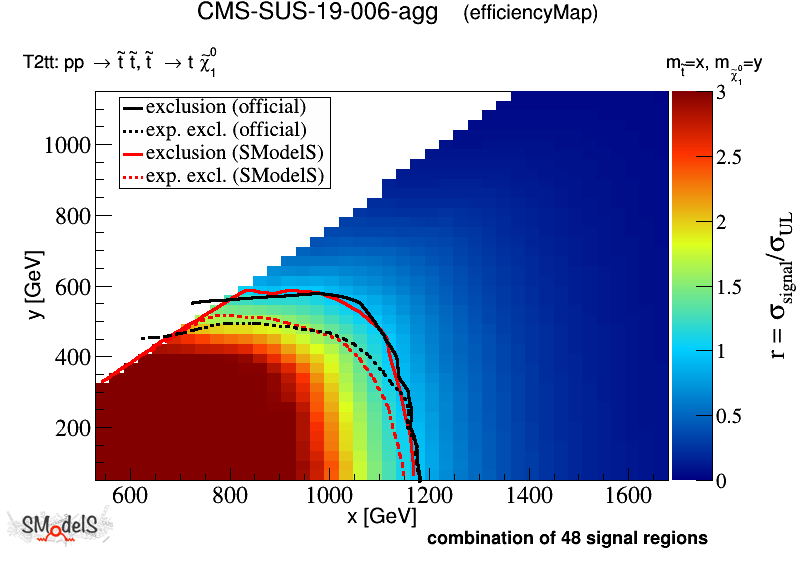 CMS-SUS-19-006-agg (efficiencyMap)
T2tt: pp → t̃ t̃, t̃ → t χ̃₁⁰
m_t̃=x, m_χ̃₁⁰=y
exclusion (official)
exp. excl. (official)
exclusion (SModelS)
exp. excl. (SModelS)
1000
800
600
400
200
y [GeV]
600 800 1000 1200 1400 1600
x [GeV]
3
2.5
2
1.5
1
0.5
0
r = σ_signal/σ_UL
SModelS
combination of 48 signal regions